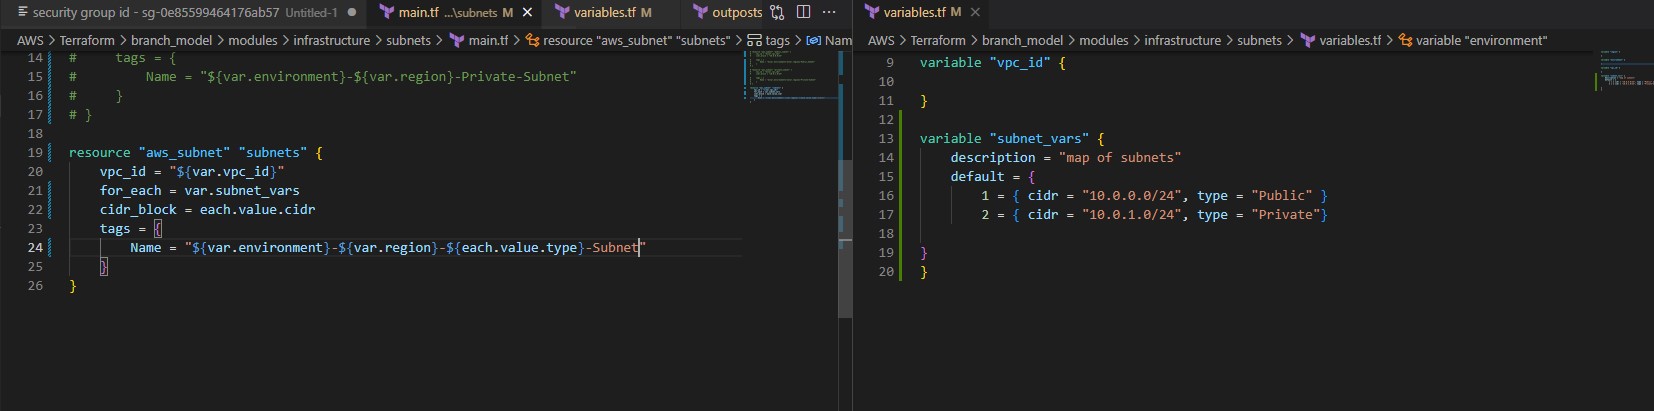 security group id - sg-0e85599464176ab57 Untitled-1
main.tf ...\subnets M
variables.tf M
outposts
AWS > Terraform > branch_model > modules > infrastructure > subnets > main.tf > resource "aws_subnet" "subnets" > tags > Nam
14 #     tags = {
15 #         Name = "${var.environment}-${var.region}-Private-Subnet"
16 #     }
17 # }
18
19 resource "aws_subnet" "subnets" {
20     vpc_id = "${var.vpc_id}"
21     for_each = var.subnet_vars
22     cidr_block = each.value.cidr
23     tags = {
24         Name = "${var.environment}-${var.region}-${each.value.type}-Subnet"
25     }
26 }
variables.tf M
AWS > Terraform > branch_model > modules > infrastructure > subnets > variables.tf > variable "environment"
9 variable "vpc_id" {
10
11 }
12
13 variable "subnet_vars" {
14     description = "map of subnets"
15     default = {
16         1 = { cidr = "10.0.0.0/24", type = "Public" }
17         2 = { cidr = "10.0.1.0/24", type = "Private"}
18
19 }
20 }